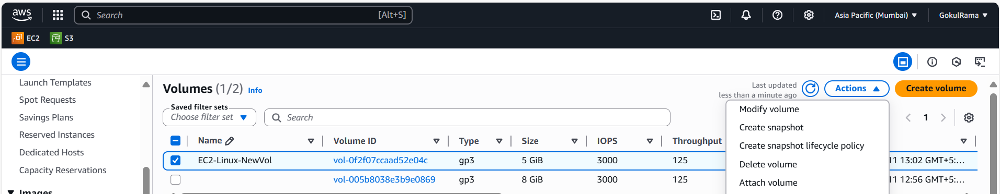 aws
Search
[Alt+S]
Asia Pacific (Mumbai)
GokulRama
EC2
S3
Launch Templates
Spot Requests
Savings Plans
Reserved Instances
Dedicated Hosts
Capacity Reservations
Images
Volumes (1/2) Info
Last updated
less than a minute ago
Actions
Create volume
Saved filter sets
Choose filter set
Search
1
Modify volume
Create snapshot
Create snapshot lifecycle policy
Delete volume
Attach volume
Name Volume ID Type Size IOPS Throughput
EC2-Linux-NewVol vol-0f2f07ccaad52e04c gp3 5 GiB 3000 125 11 13:02 GMT+5:...
vol-005b8038e3b9e0869 gp3 8 GiB 3000 125 11 12:56 GMT+5:...